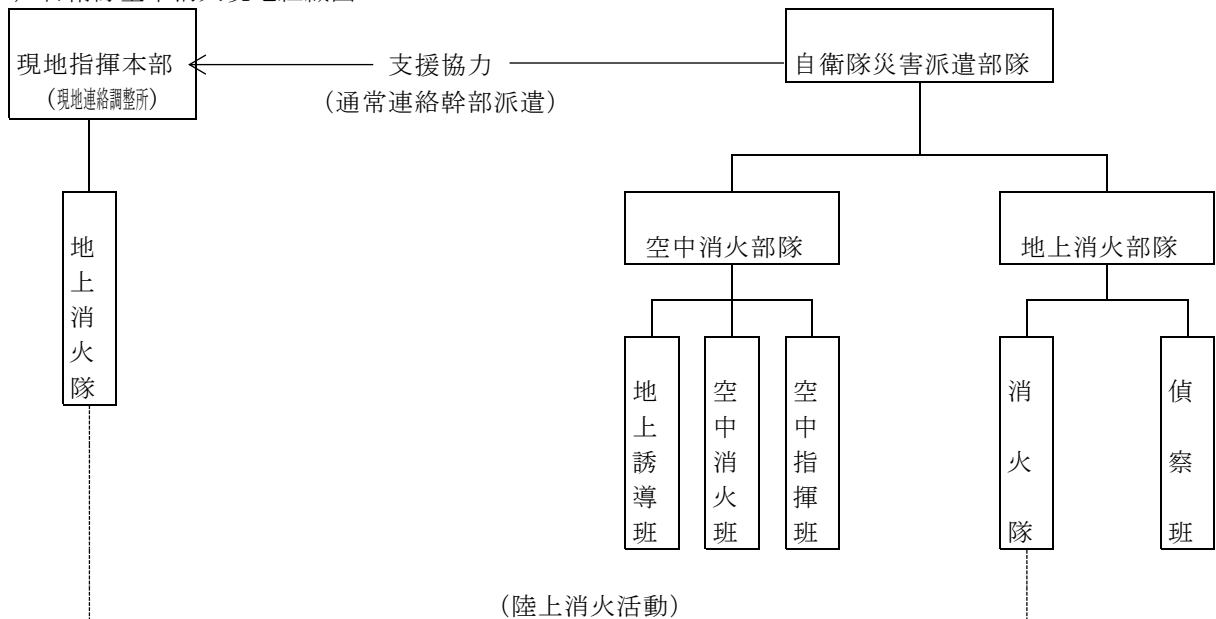 現地指揮本部
(現地連絡調整所)
支援協力
(通常連絡幹部派遣)
自衛隊災害派遣部隊
空中消火部隊
地上消火部隊
地上消火隊
地上誘導班
空中消火班
空中指揮班
消火隊
偵察班
(陸上消火活動)